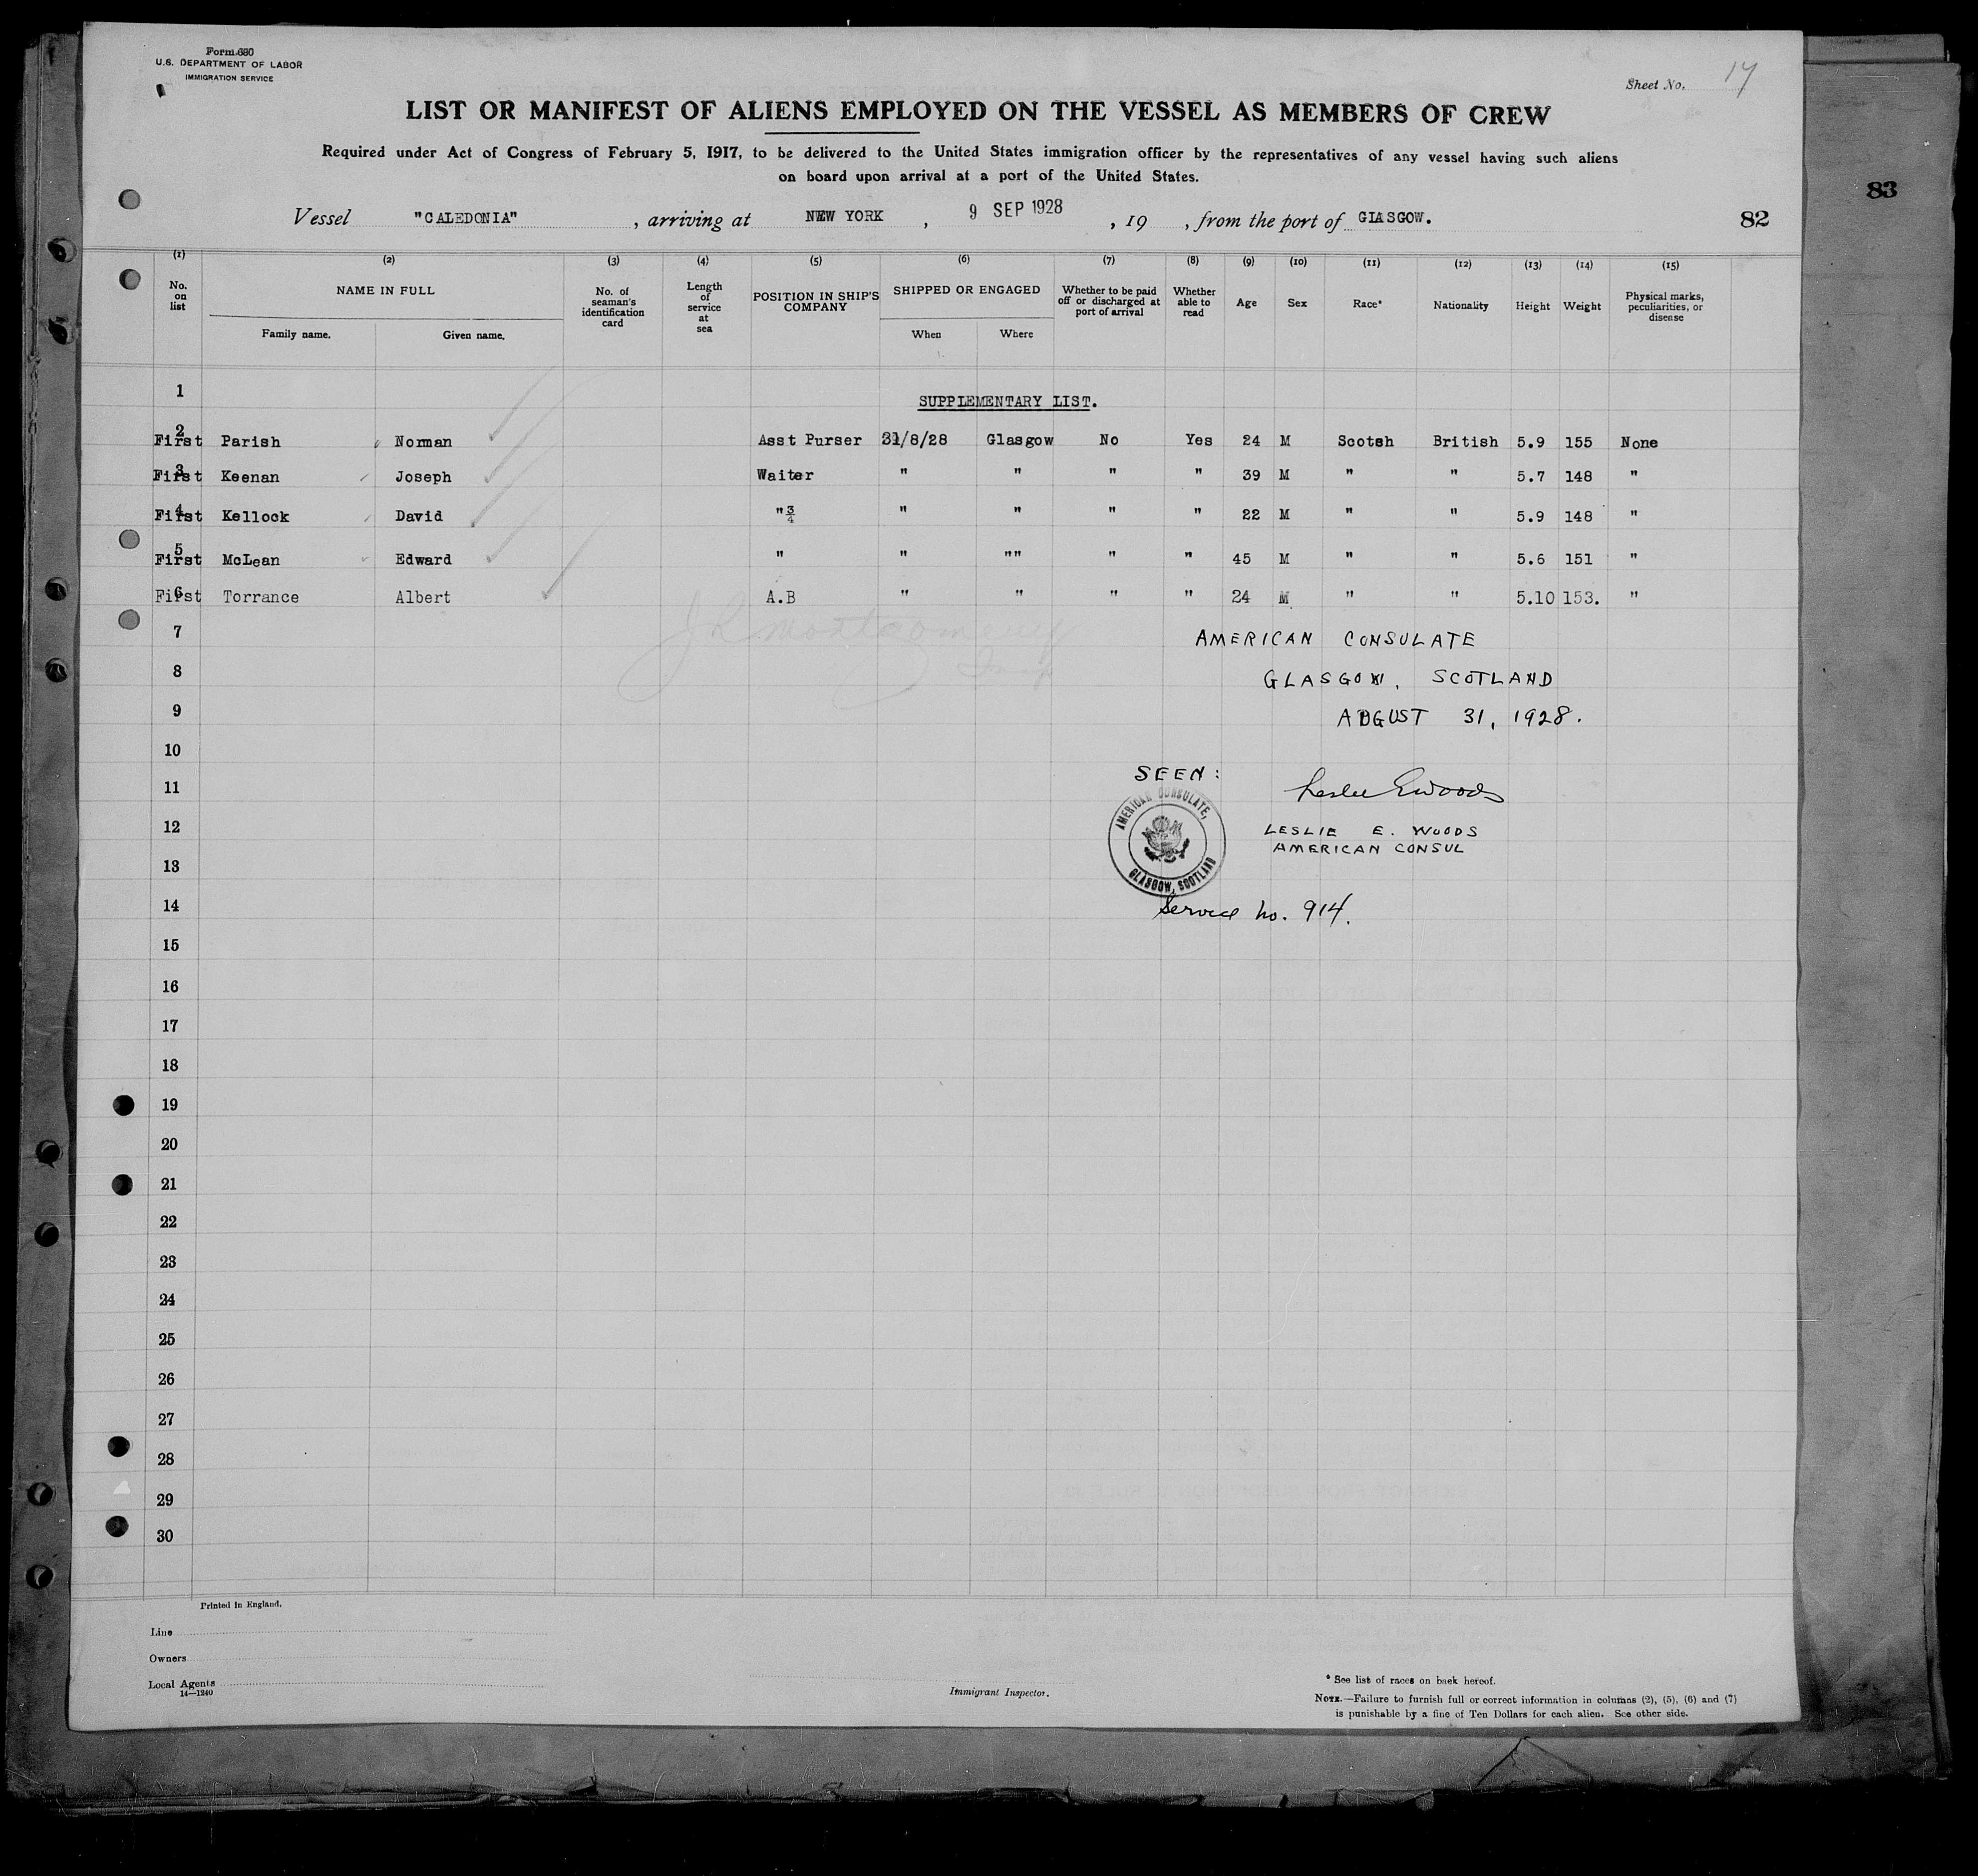 Form 680
U.S. DEPARTMENT OF LABOR
IMMIGRATION SERVICE
Sheet No. 17
LIST OR MANIFEST OF ALIENS EMPLOYED ON THE VESSEL AS MEMBERS OF CREW
Required under Act of Congress of February 5, 1917, to be delivered to the United States immigration officer by the representatives of any vessel having such aliens
on board upon arrival at a port of the United States.
83
Vessel "CALEDONIA", arriving at NEW YORK, 9 SEP 1928, 19 , from the port of GLASGOW. 82
(1) (2) (3) (4) (5) (6) (7) (8) (9) (10) (11) (12) (13) (14) (15)
No. on list NAME IN FULL Family name. Given name. No. of seaman's identification card Length of service at sea POSITION IN SHIP'S COMPANY SHIPPED OR ENGAGED When Where Whether to be paid off or discharged at port of arrival Whether able to read Age Sex Race* Nationality Height Weight Physical marks, peculiarities, or disease
1
SUPPLEMENTARY LIST.
2 First Parish Norman Asst Purser 31/8/28 Glasgow No Yes 24 M Scotsh British 5.9 155 None
3 First Keenan Joseph Waiter " " " " 39 M " " 5.7 148 "
4 First Kellock David " 3/4 " " " " 22 M " " 5.9 148 "
5 First McLean Edward " " "" " " 45 M " " 5.6 151 "
6 First Torrance Albert A.B " " " " 24 M " " 5.10 153. "
J R Montgomery
7 AMERICAN CONSULATE
8 GLASGOW, SCOTLAND
9 AUGUST 31, 1928.
10
SEEN:
11 Leslie E Woods
AMERICAN CONSULATE, GLASGOW, SCOTLAND
12 LESLIE E. WOODS
AMERICAN CONSUL
13
14 Service No. 914.
15
16
17
18
19
20
21
22
23
24
25
26
27
28
29
30
Printed in England.
Line
Owners
Local Agents
14—1240
Immigrant Inspector.
* See list of races on back hereof.
NOTE.—Failure to furnish full or correct information in columns (2), (5), (6) and (7)
is punishable by a fine of Ten Dollars for each alien. See other side.